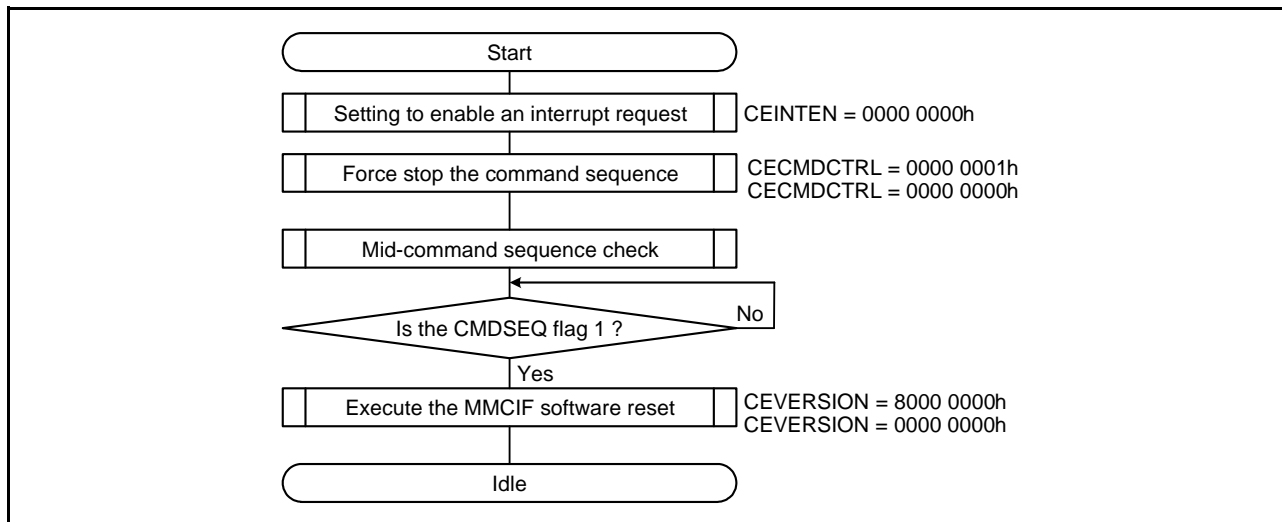 Start
Setting to enable an interrupt request
CEINTEN = 0000 0000h
Force stop the command sequence
CECMDCTRL = 0000 0001h
CECMDCTRL = 0000 0000h
Mid-command sequence check
Is the CMDSEQ flag 1 ?
No
Yes
Execute the MMCIF software reset
CEVERSION = 8000 0000h
CEVERSION = 0000 0000h
Idle